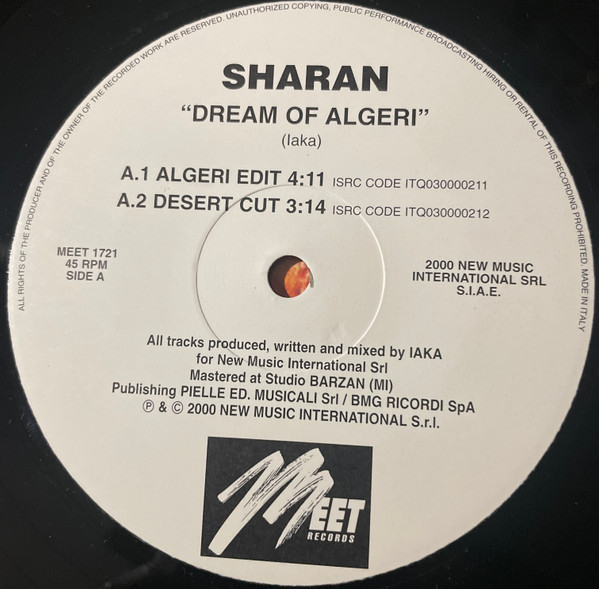 ALL RIGHTS OF THE PRODUCER AND OF THE OWNER OF THE RECORDED WORK ARE RESERVED. UNAUTHORIZED COPYING, PUBLIC PERFORMANCE BROADCASTING HIRING OR RENTAL OF THIS RECORDING PROHIBITED. MADE IN ITALY
SHARAN
“DREAM OF ALGERI”
(Iaka)
A.1 ALGERI EDIT 4:11 ISRC CODE ITQ030000211
A.2 DESERT CUT 3:14 ISRC CODE ITQ030000212
MEET 1721
45 RPM
SIDE A
2000 NEW MUSIC
INTERNATIONAL SRL
S.I.A.E.
All tracks produced, written and mixed by IAKA
for New Music International Srl
Mastered at Studio BARZAN (MI)
Publishing PIELLE ED. MUSICALI Srl / BMG RICORDI SpA
℗ & © 2000 NEW MUSIC INTERNATIONAL S.r.l.
MEET
RECORDS